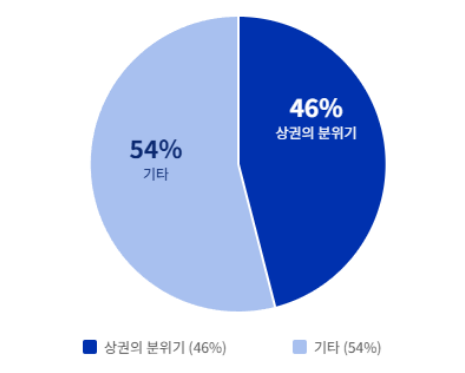 46%
상권의 분위기
54%
기타
상권의 분위기 (46%)
기타 (54%)